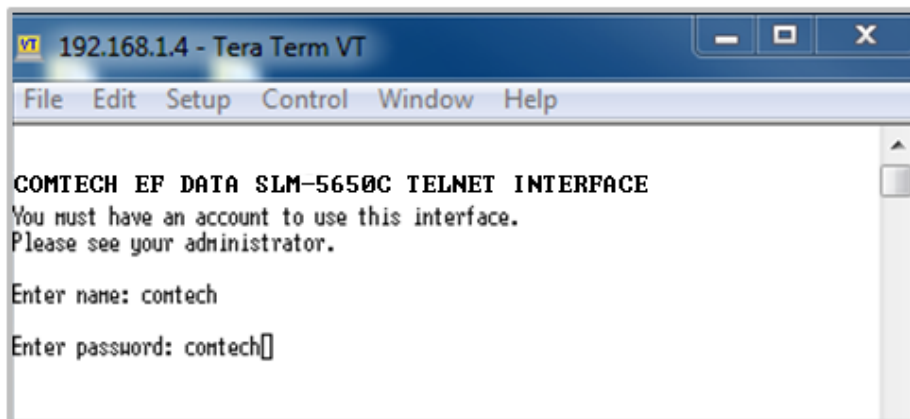 VT 192.168.1.4 - Tera Term VT
File Edit Setup Control Window Help
COMTECH EF DATA SLM-5650C TELNET INTERFACE
You must have an account to use this interface.
Please see your administrator.
Enter name: comtech
Enter password: comtech